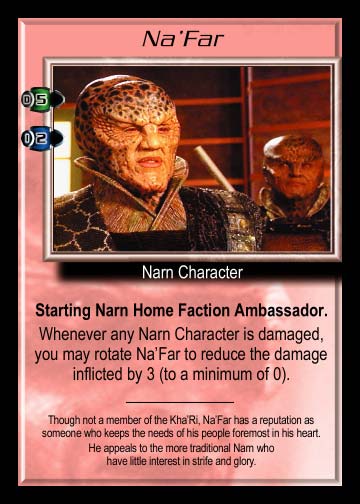 Na'Far
D 5
D 2
Narn Character
Starting Narn Home Faction Ambassador.
Whenever any Narn Character is damaged,
you may rotate Na'Far to reduce the damage
inflicted by 3 (to a minimum of 0).
Though not a member of the Kha'Ri, Na'Far has a reputation as
someone who keeps the needs of his people foremost in his heart.
He appeals to the more traditional Narn who
have little interest in strife and glory.